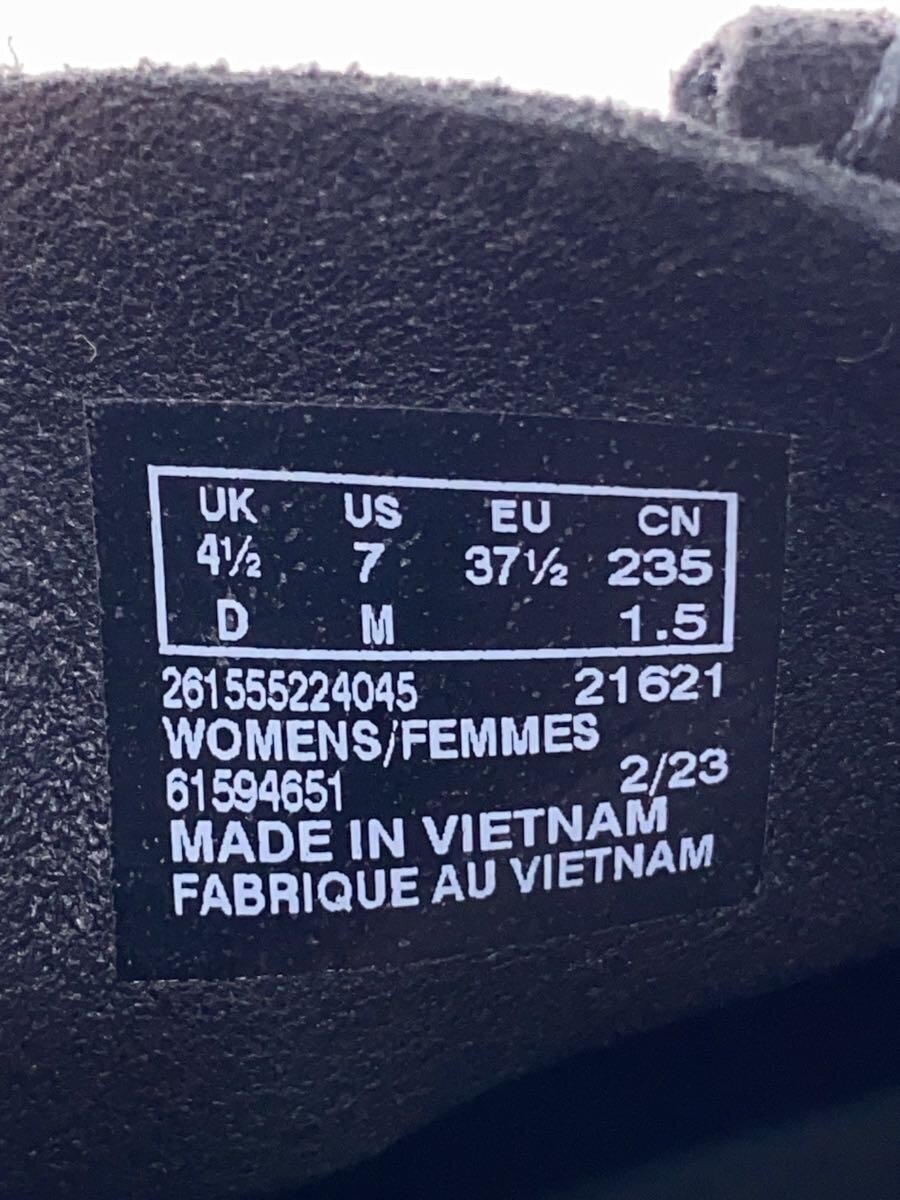 UK US EU CN
4½ 7 37½ 235
D M 1.5
261555224045 21621
WOMENS/FEMMES
61594651 2/23
MADE IN VIETNAM
FABRIQUE AU VIETNAM